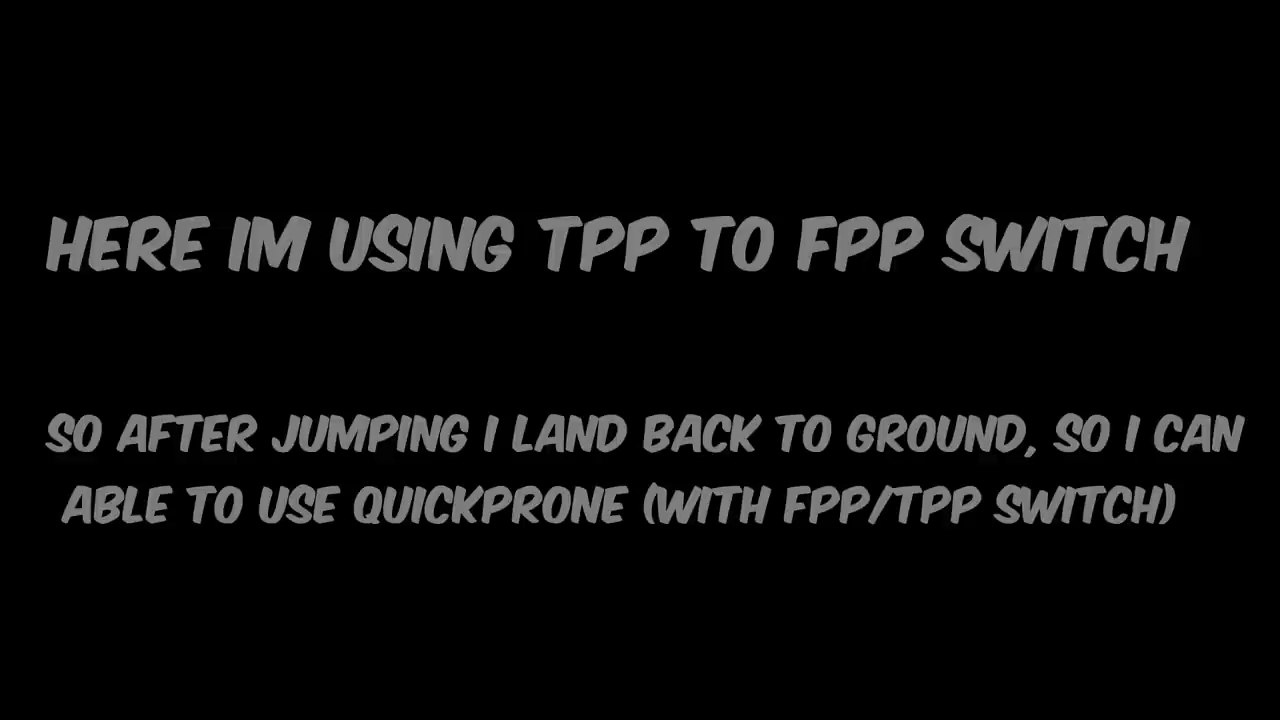 HERE IM USING TPP TO FPP SWITCH
SO AFTER JUMPING I LAND BACK TO GROUND, SO I CAN
ABLE TO USE QUICKPRONE (WITH FPP/TPP SWITCH)